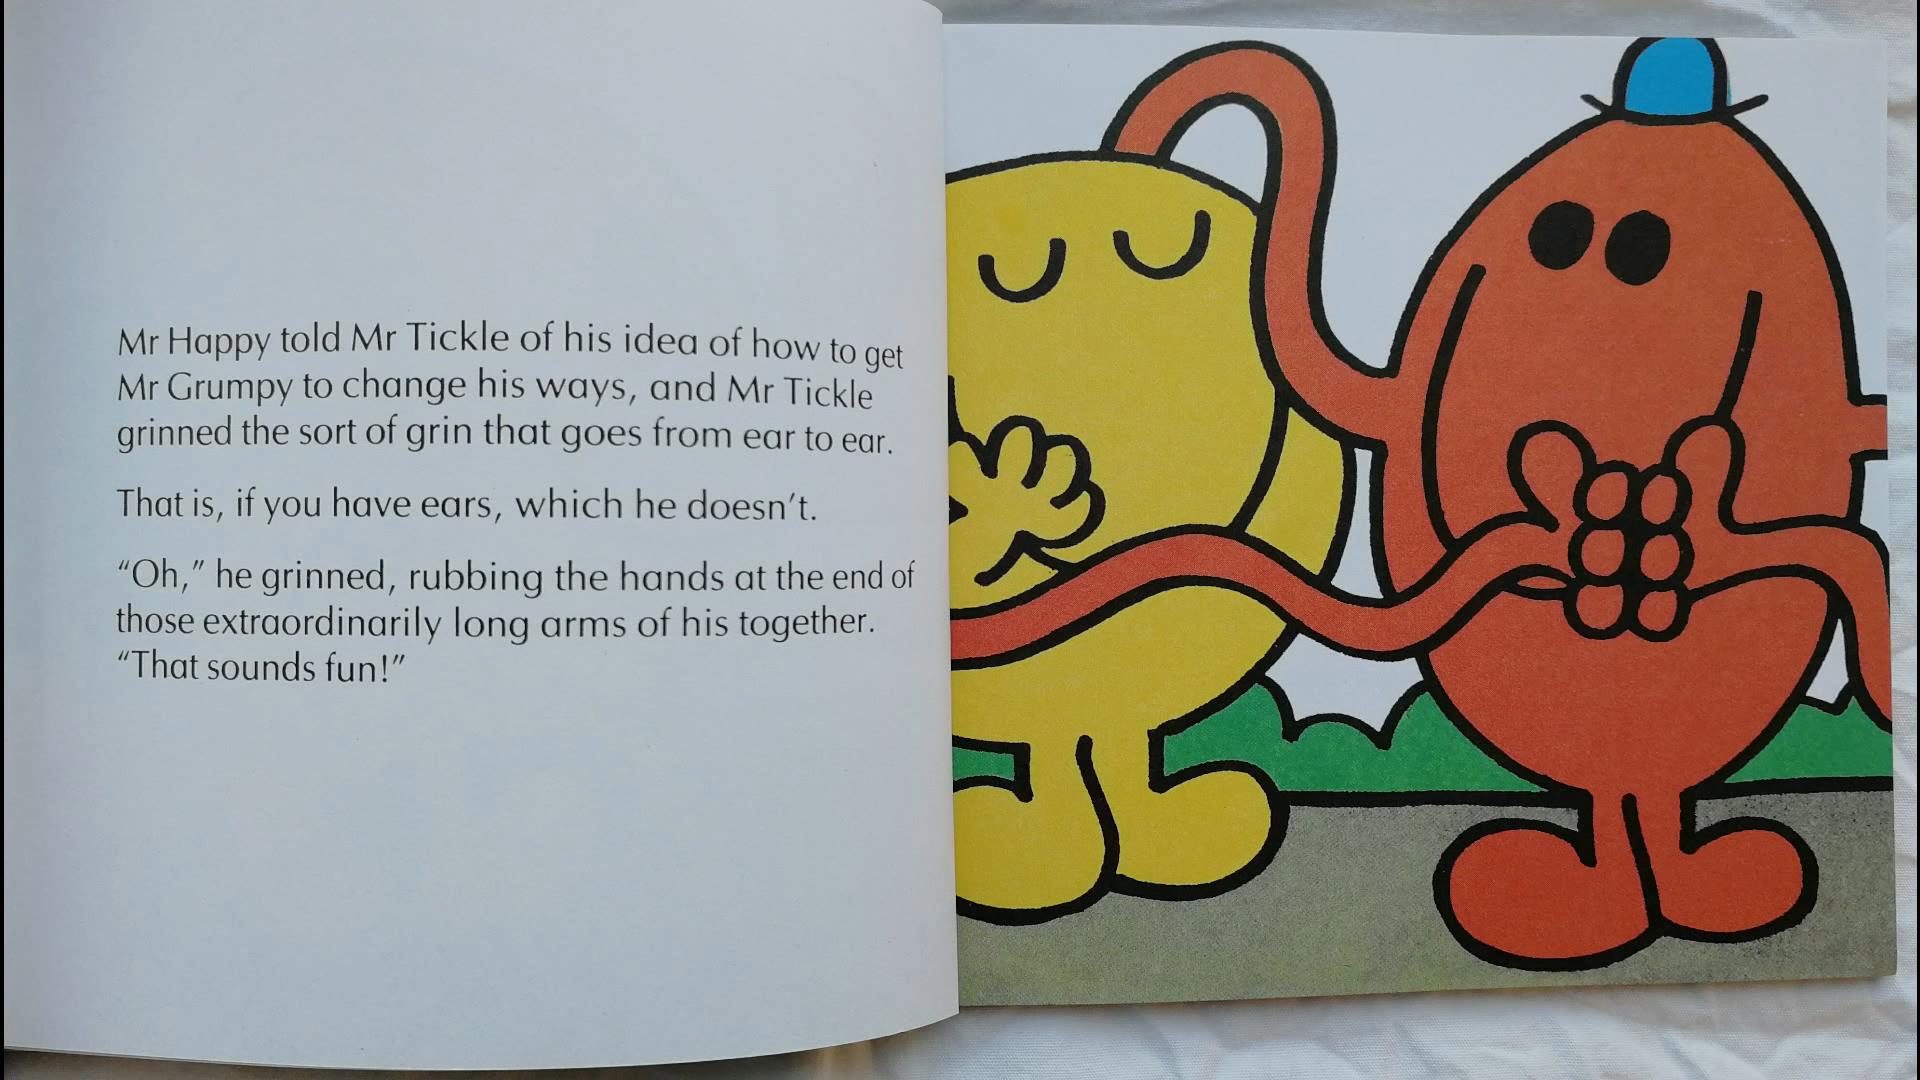 Mr Happy told Mr Tickle of his idea of how to get
Mr Grumpy to change his ways, and Mr Tickle
grinned the sort of grin that goes from ear to ear.
That is, if you have ears, which he doesn't.
“Oh,” he grinned, rubbing the hands at the end of
those extraordinarily long arms of his together.
“That sounds fun!”